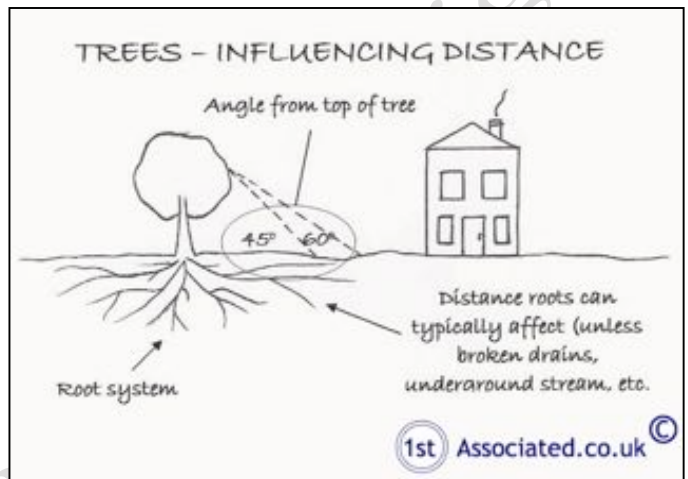 TREES – INFLUENCING DISTANCE
Angle from top of tree
45° 60°
Distance roots can
typically affect (unless
broken drains,
underaround stream, etc.
Root system
1st Associated.co.uk ©